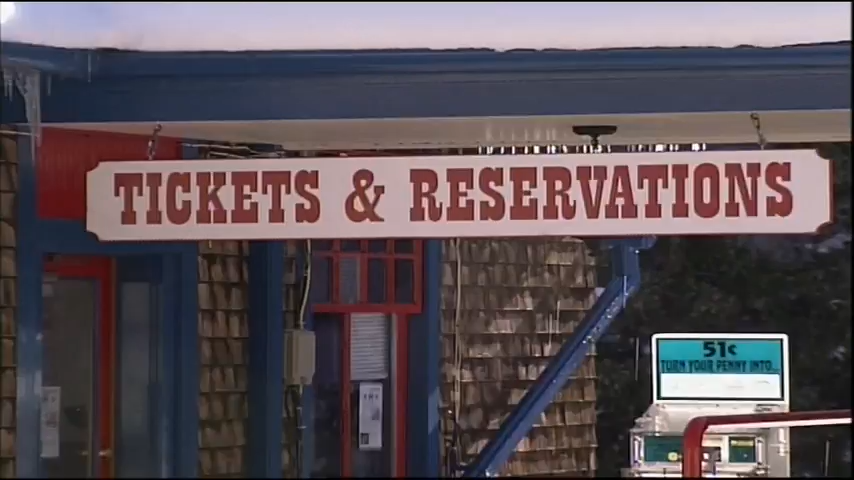 TICKETS & RESERVATIONS
51¢
TURN YOUR PENNY INTO...